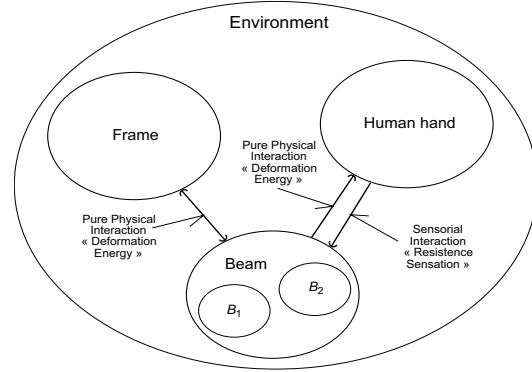 Environment
Frame
Human hand
Pure Physical
Interaction
« Deformation
Energy »
Pure Physical
Interaction
« Deformation
Energy »
Sensorial
Interaction
« Resistence
Sensation »
Beam
B1
B2